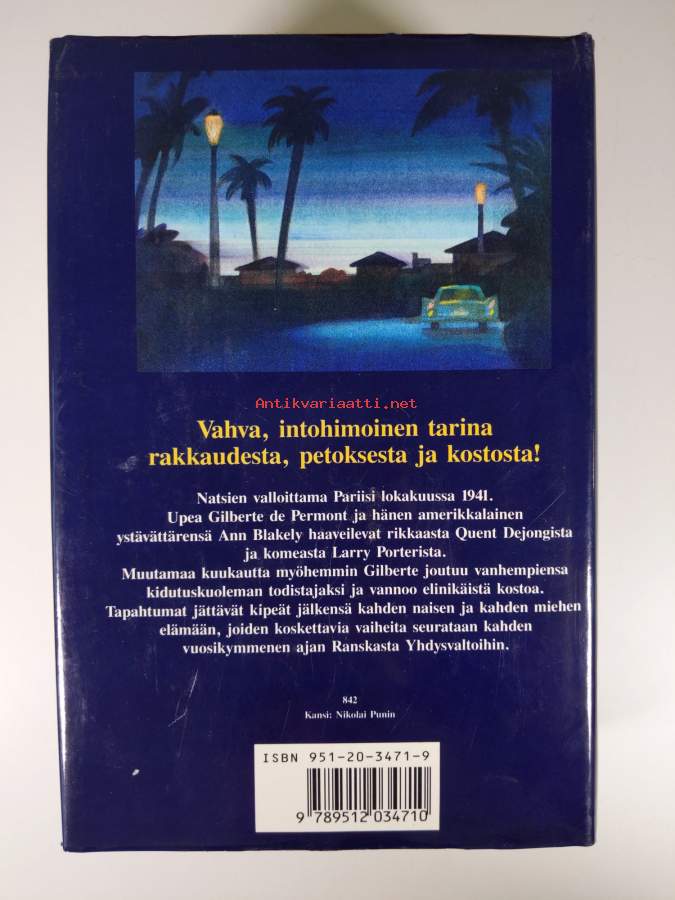 Antikvariaatti.net
Vahva, intohimoinen tarina
rakkaudesta, petoksesta ja kostosta!
Natsien valloittama Pariisi lokakuussa 1941.
Upea Gilberte de Permont ja hänen amerikkalainen
ystävättärensä Ann Blakely haaveilevat rikkaasta Quent Dejongista
ja komeasta Larry Porterista.
Muutamaa kuukautta myöhemmin Gilberte joutuu vanhempiensa
kidutuskuoleman todistajaksi ja vannoo elinikäistä kostoa.
Tapahtumat jättävät kipeät jälkensä kahden naisen ja kahden miehen
elämään, joiden koskettavia vaiheita seurataan kahden
vuosikymmenen ajan Ranskasta Yhdysvaltoihin.
842
Kansi: Nikolai Punin
ISBN 951-20-3471-9
9 789512 034710